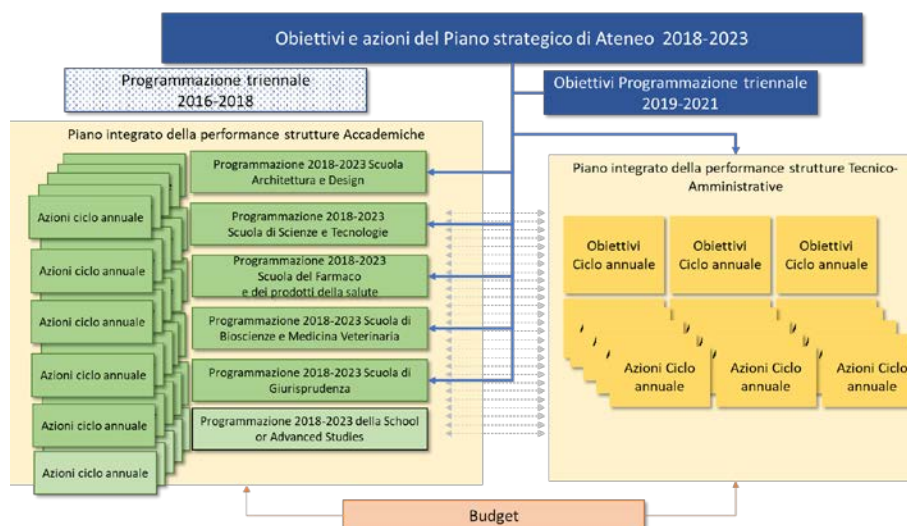 Obiettivi e azioni del Piano strategico di Ateneo 2018-2023
Programmazione triennale
2016-2018
Obiettivi Programmazione triennale
2019-2021
Piano integrato della performance strutture Accademiche
Programmazione 2018-2023 Scuola
Architettura e Design
Programmazione 2018-2023
Scuola di Scienze e Tecnologie
Programmazione 2018-2023
Scuola del Farmaco
e dei prodotti della salute
Programmazione 2018-2023 Scuola di
Bioscienze e Medicina Veterinaria
Programmazione 2018-2023 Scuola di
Giurisprudenza
Programmazione 2018-2023 della School
or Advanced Studies
Azioni ciclo annuale
Azioni ciclo annuale
Azioni ciclo annuale
Azioni ciclo annuale
Azioni ciclo annuale
Azioni ciclo annuale
Piano integrato della performance strutture Tecnico-
Amministrative
Obiettivi
Ciclo annuale
Obiettivi
Ciclo annuale
Obiettivi
Ciclo annuale
Azioni Ciclo
annuale
Azioni Ciclo
annuale
Azioni Ciclo
annuale
Budget